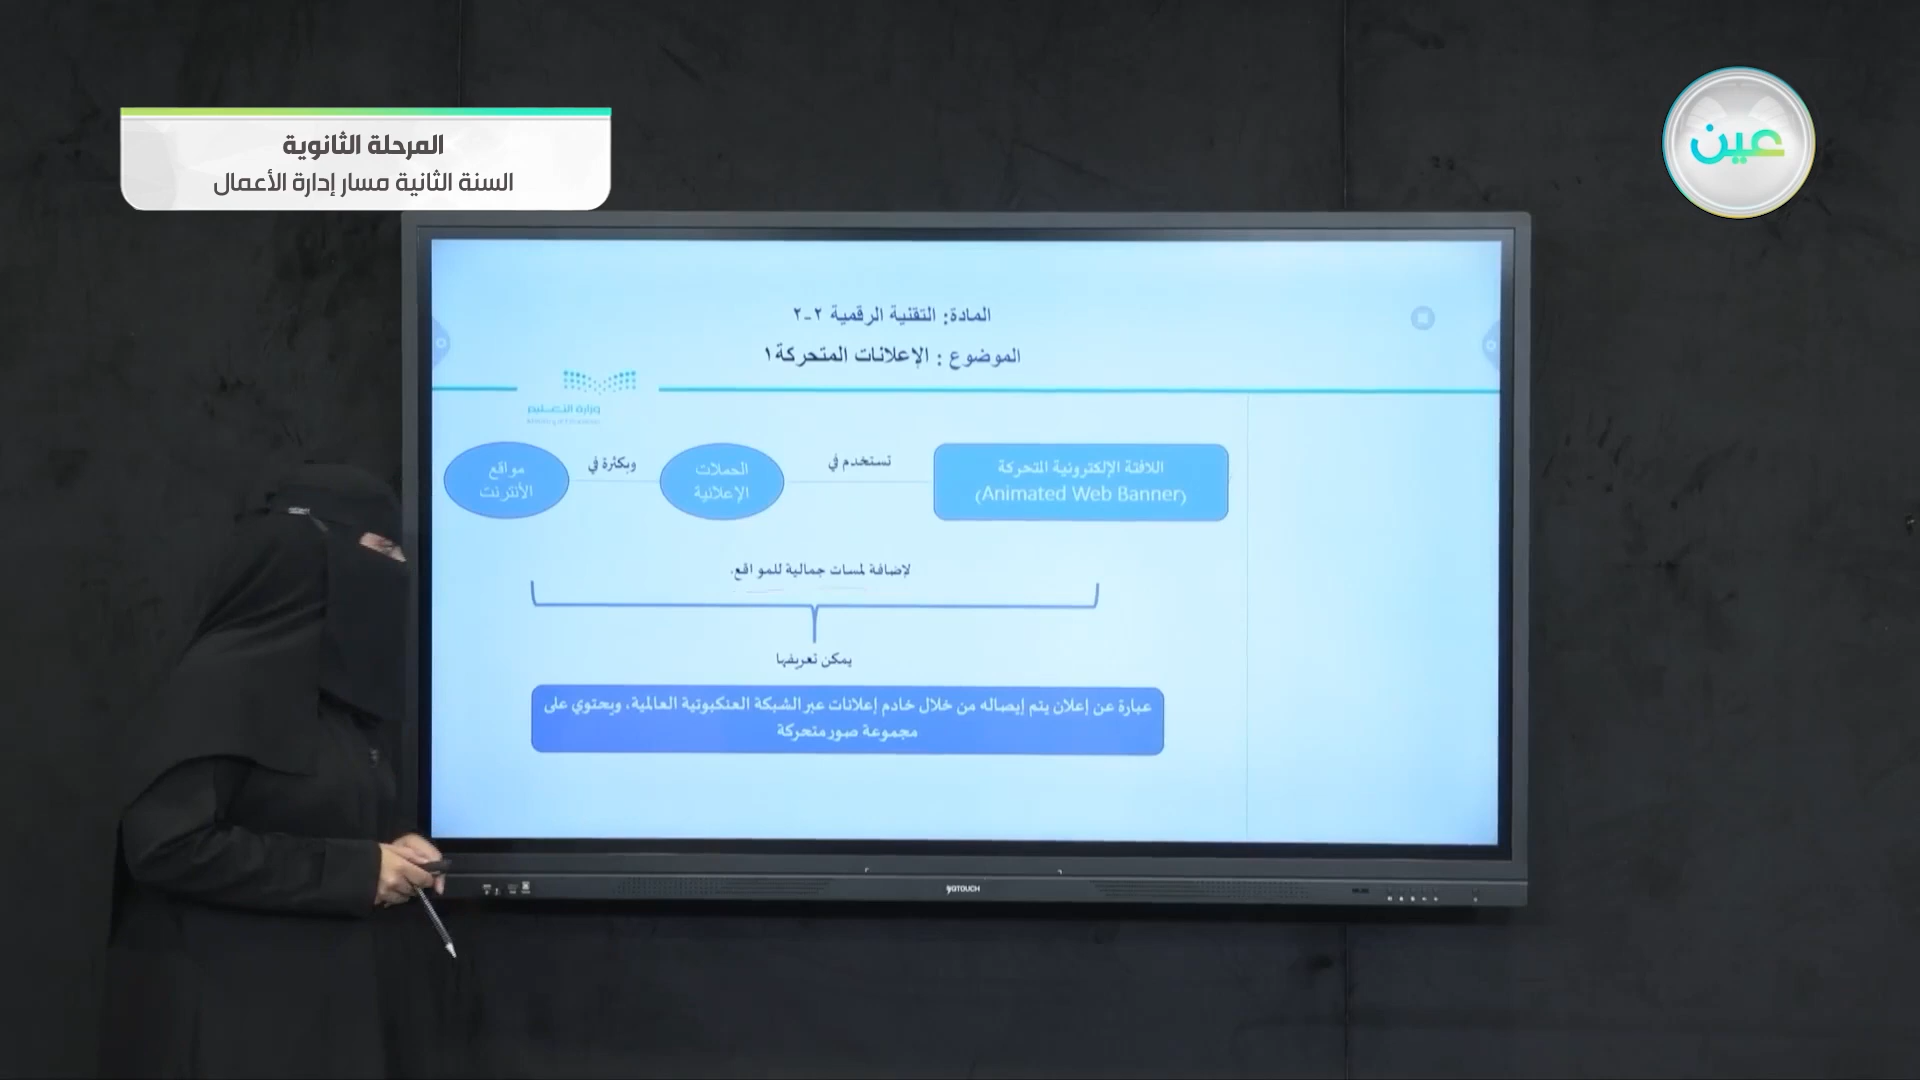 المرحلة الثانوية
السنة الثانية مسار إدارة الأعمال
عين
المادة: التقنية الرقمية ٢-٢
الموضوع : الإعلانات المتحركة١
وزارة التعليم
اللافتة الإلكترونية المتحركة
(Animated Web Banner)
تستخدم في
الحملات
الإعلانية
وبكثرة في
مواقع
الأنترنت
لإضافة لمسات جمالية للمواقع.
يمكن تعريفها
عبارة عن إعلان يتم إيصاله من خلال خادم إعلانات عبر الشبكة العنكبوتية العالمية، ويحتوي على
مجموعة صور متحركة